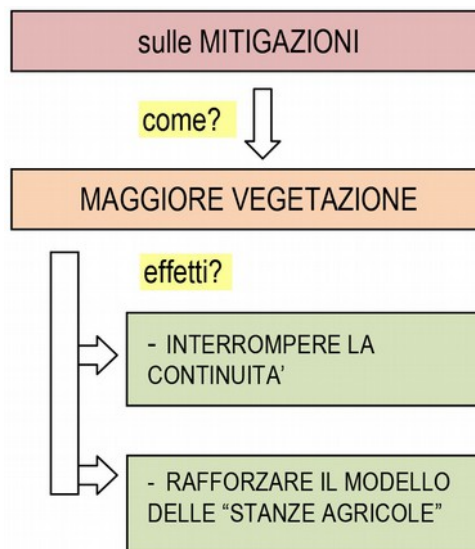 sulle MITIGAZIONI
come?
MAGGIORE VEGETAZIONE
effetti?
- INTERROMPERE LA
CONTINUITA’
- RAFFORZARE IL MODELLO
DELLE “STANZE AGRICOLE”